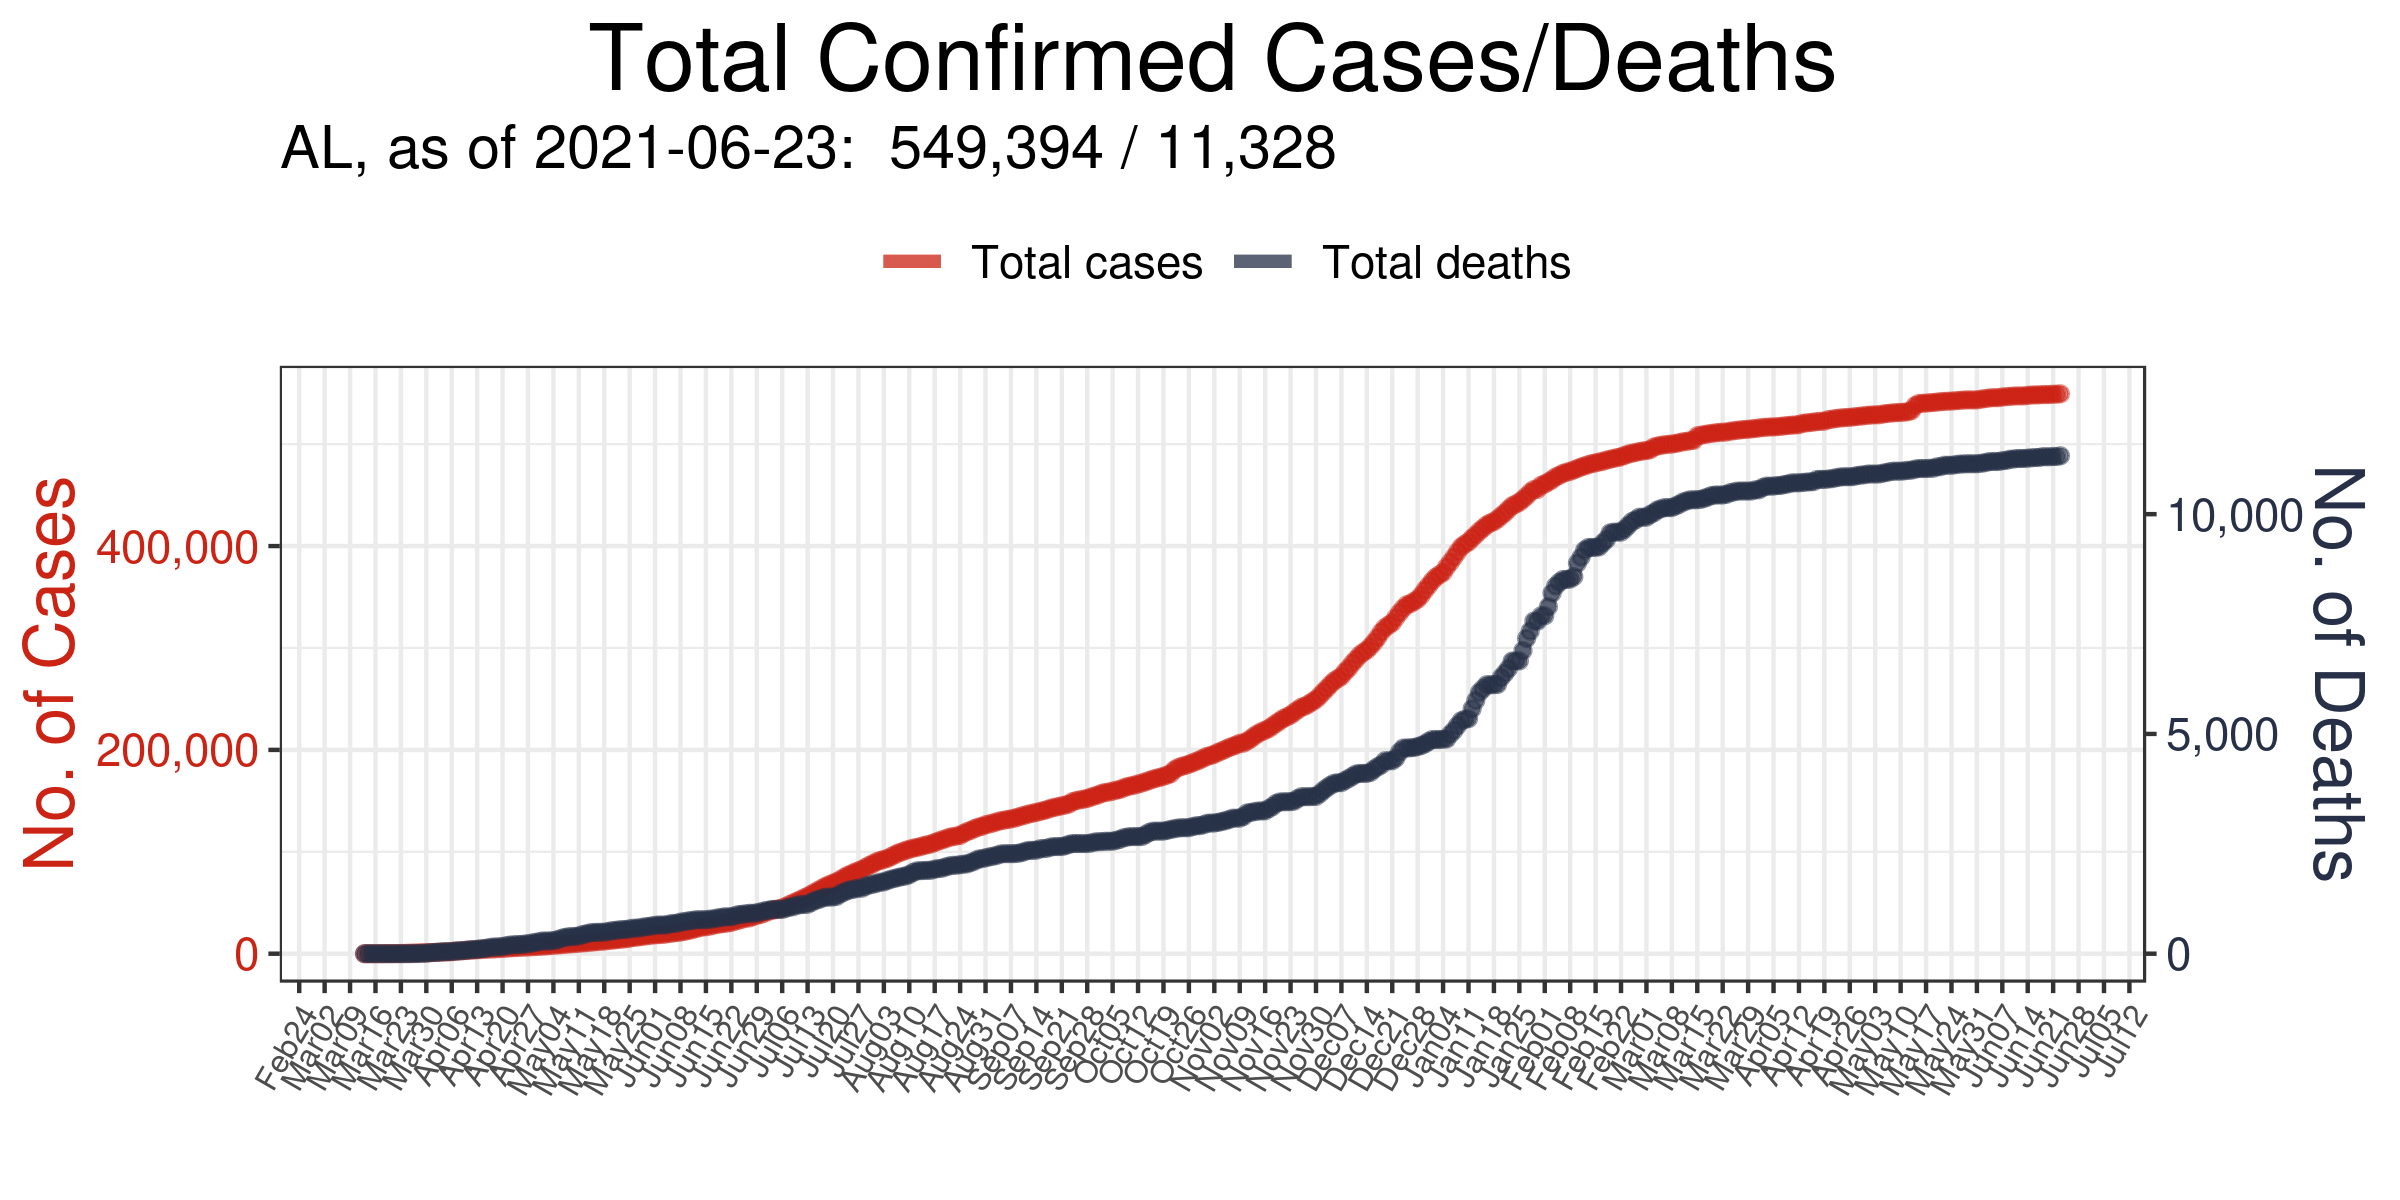 Total Confirmed Cases/Deaths
AL, as of 2021-06-23:  549,394 / 11,328
Total cases
Total deaths
No. of Cases
400,000
200,000
0
10,000
5,000
0
No. of Deaths
Feb24
Mar02
Mar09
Mar16
Mar23
Mar30
Apr06
Apr13
Apr20
Apr27
May04
May11
May18
May25
Jun01
Jun08
Jun15
Jun22
Jun29
Jul06
Jul13
Jul20
Jul27
Aug03
Aug10
Aug17
Aug24
Aug31
Sep07
Sep14
Sep21
Sep28
Oct05
Oct12
Oct19
Oct26
Nov02
Nov09
Nov16
Nov23
Nov30
Dec07
Dec14
Dec21
Dec28
Jan04
Jan11
Jan18
Jan25
Feb01
Feb08
Feb15
Feb22
Mar01
Mar08
Mar15
Mar22
Mar29
Apr05
Apr12
Apr19
Apr26
May03
May10
May17
May24
May31
Jun07
Jun14
Jun21
Jun28
Jul05
Jul12